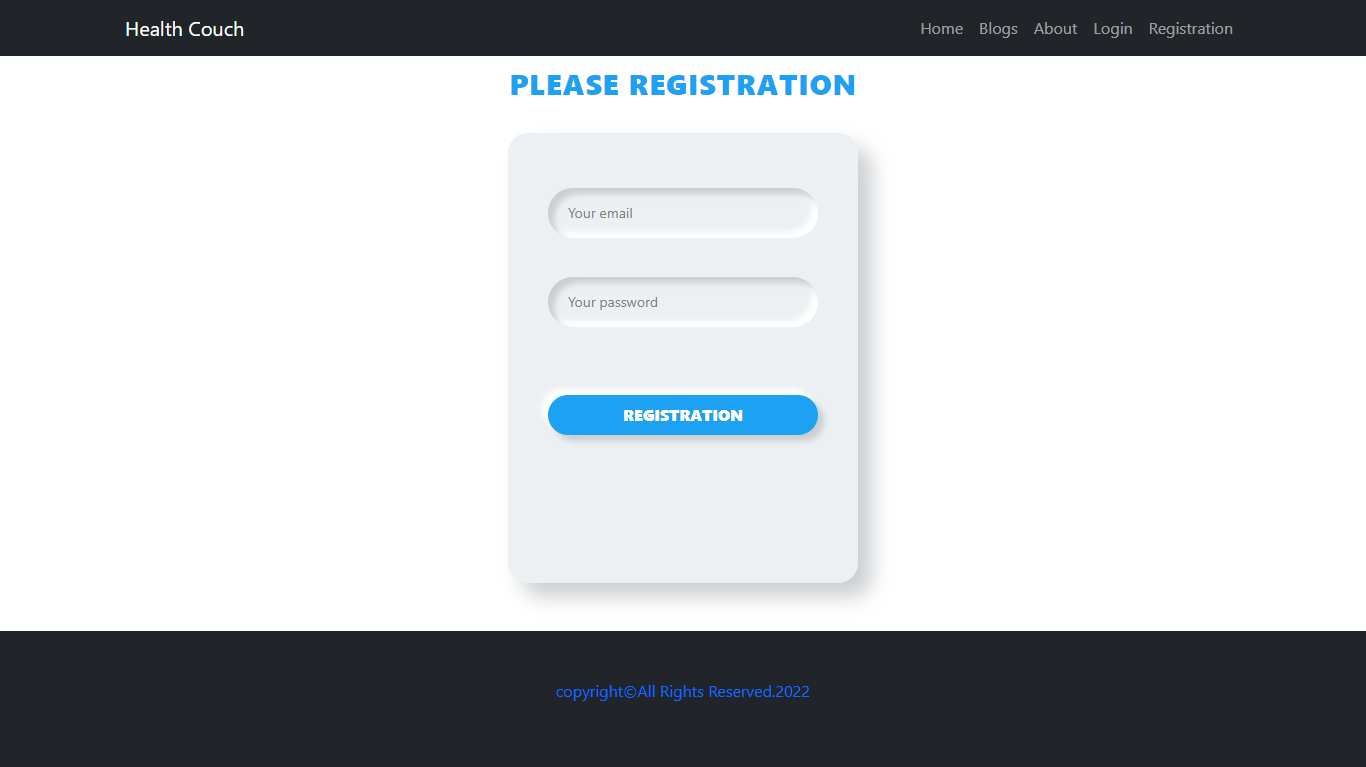 Health Couch
Home Blogs About Login Registration
PLEASE REGISTRATION
Your email
Your password
REGISTRATION
copyright©All Rights Reserved.2022